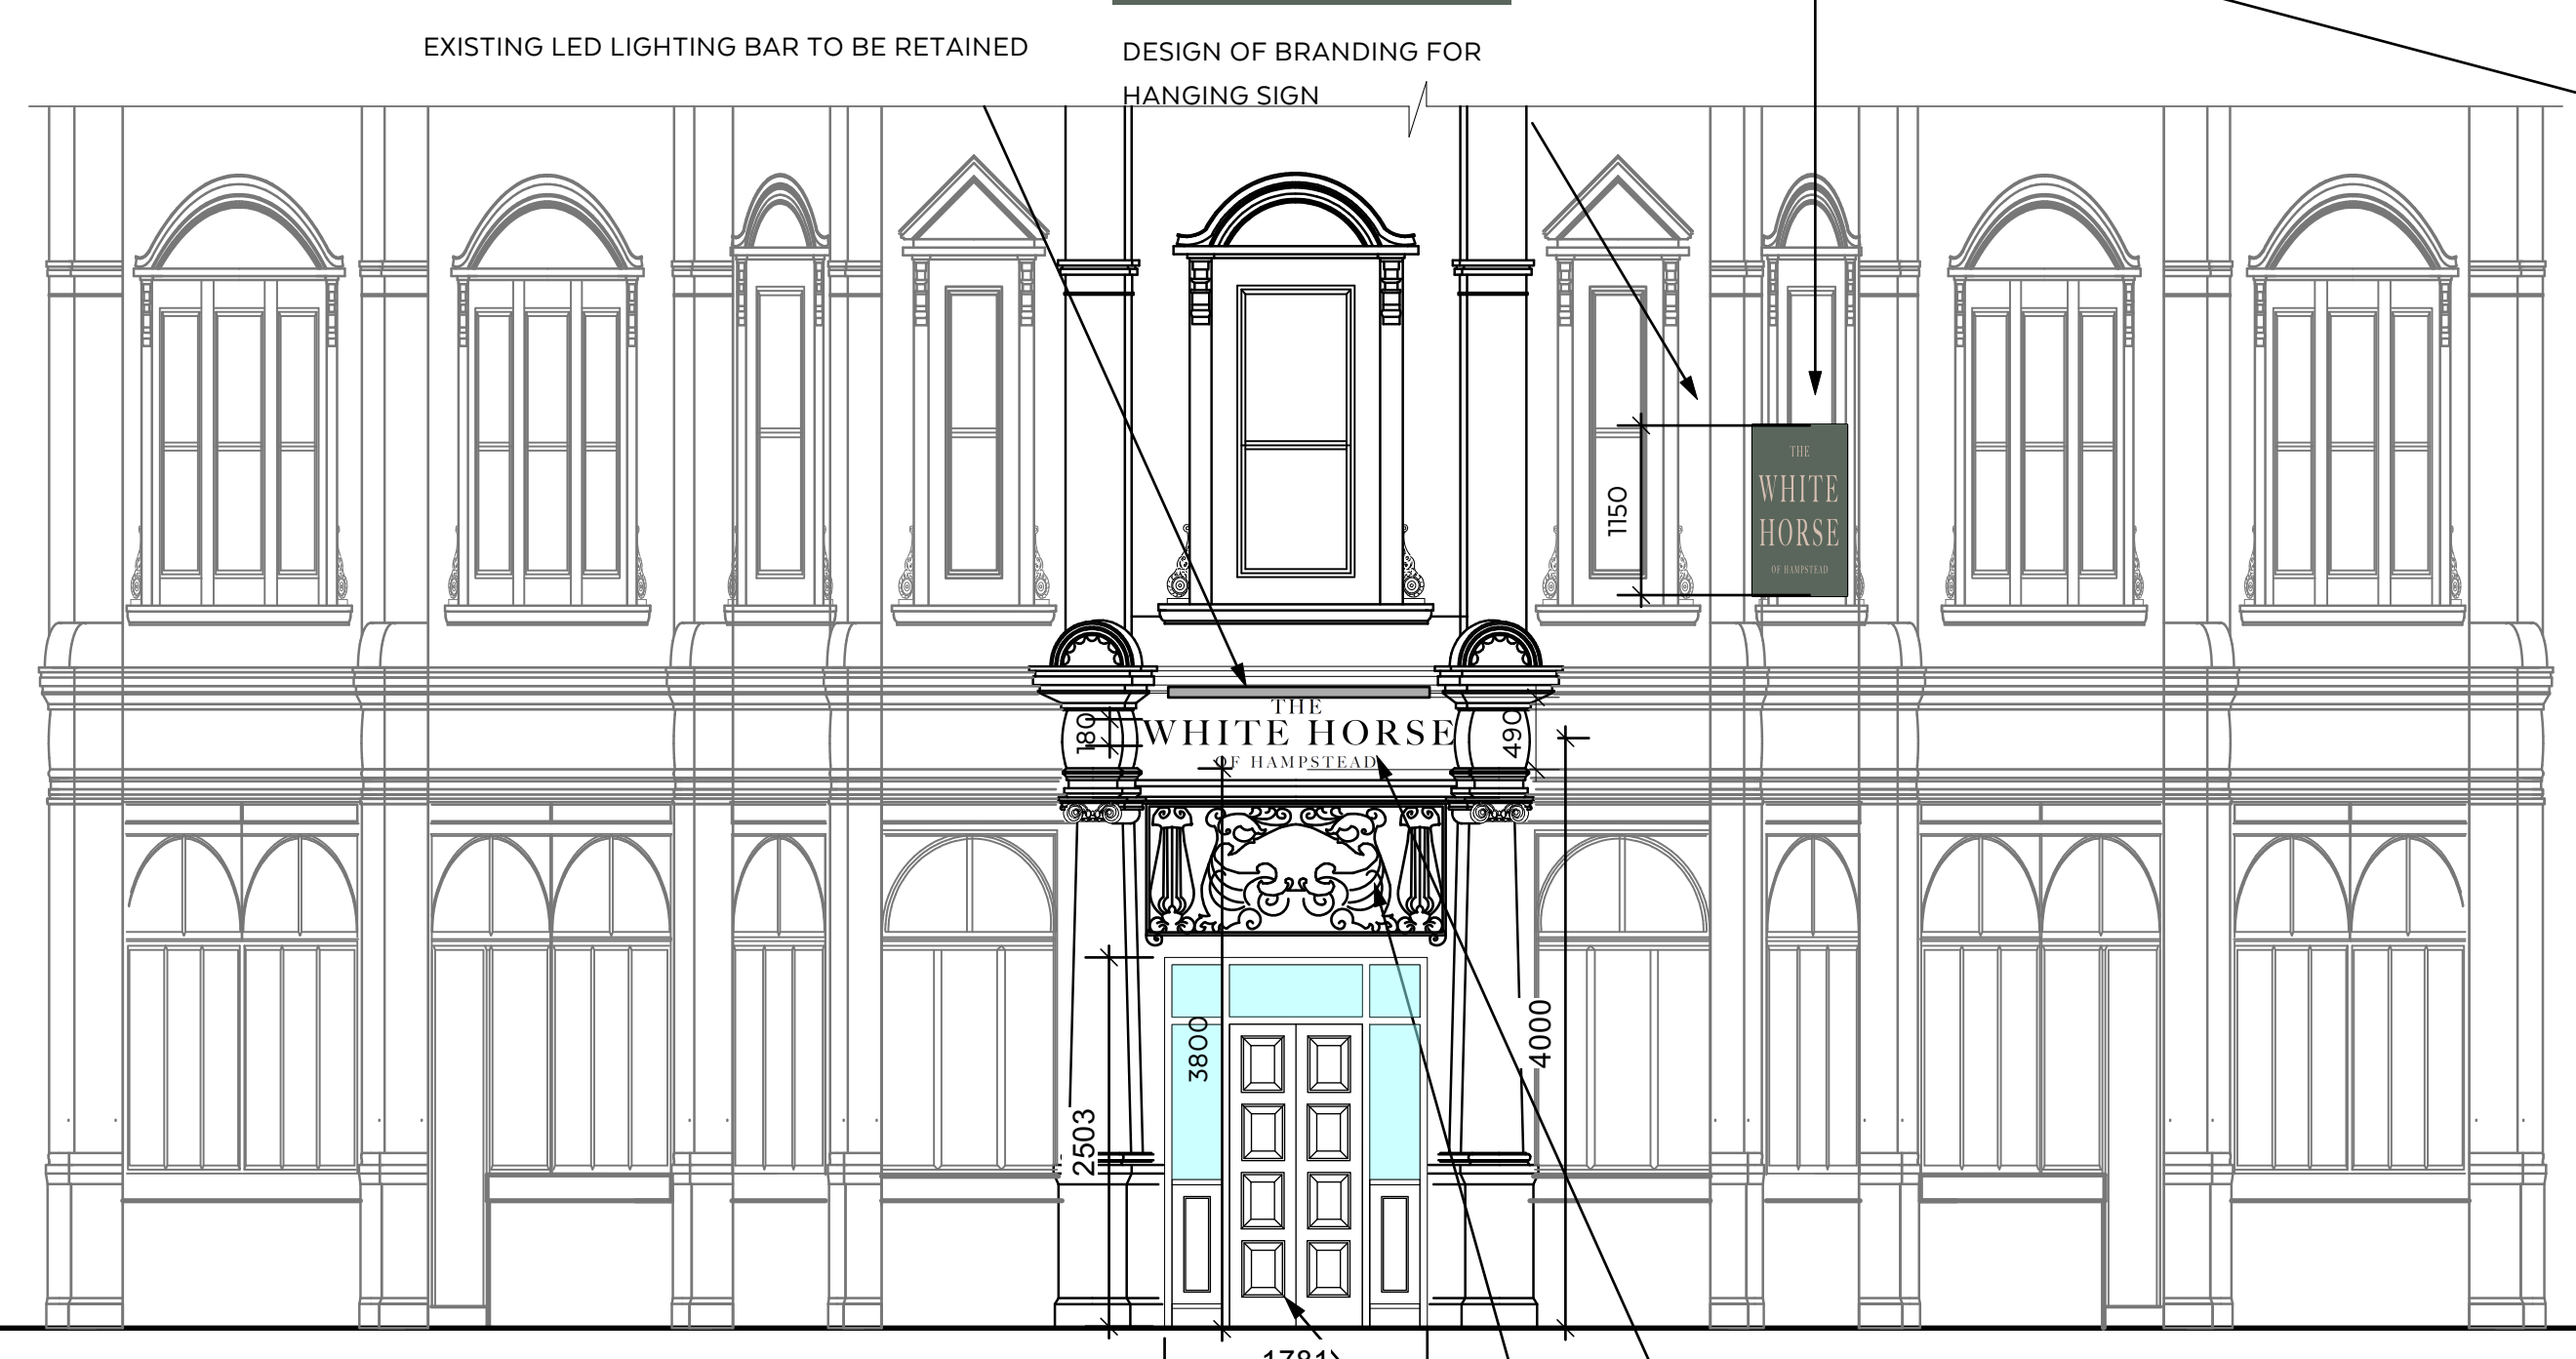 EXISTING LED LIGHTING BAR TO BE RETAINED
DESIGN OF BRANDING FOR
HANGING SIGN
1150
THE
WHITE
HORSE
OF HAMPSTEAD
THE
WHITE HORSE
OF HAMPSTEAD
180
490
3800
4000
2503
1781